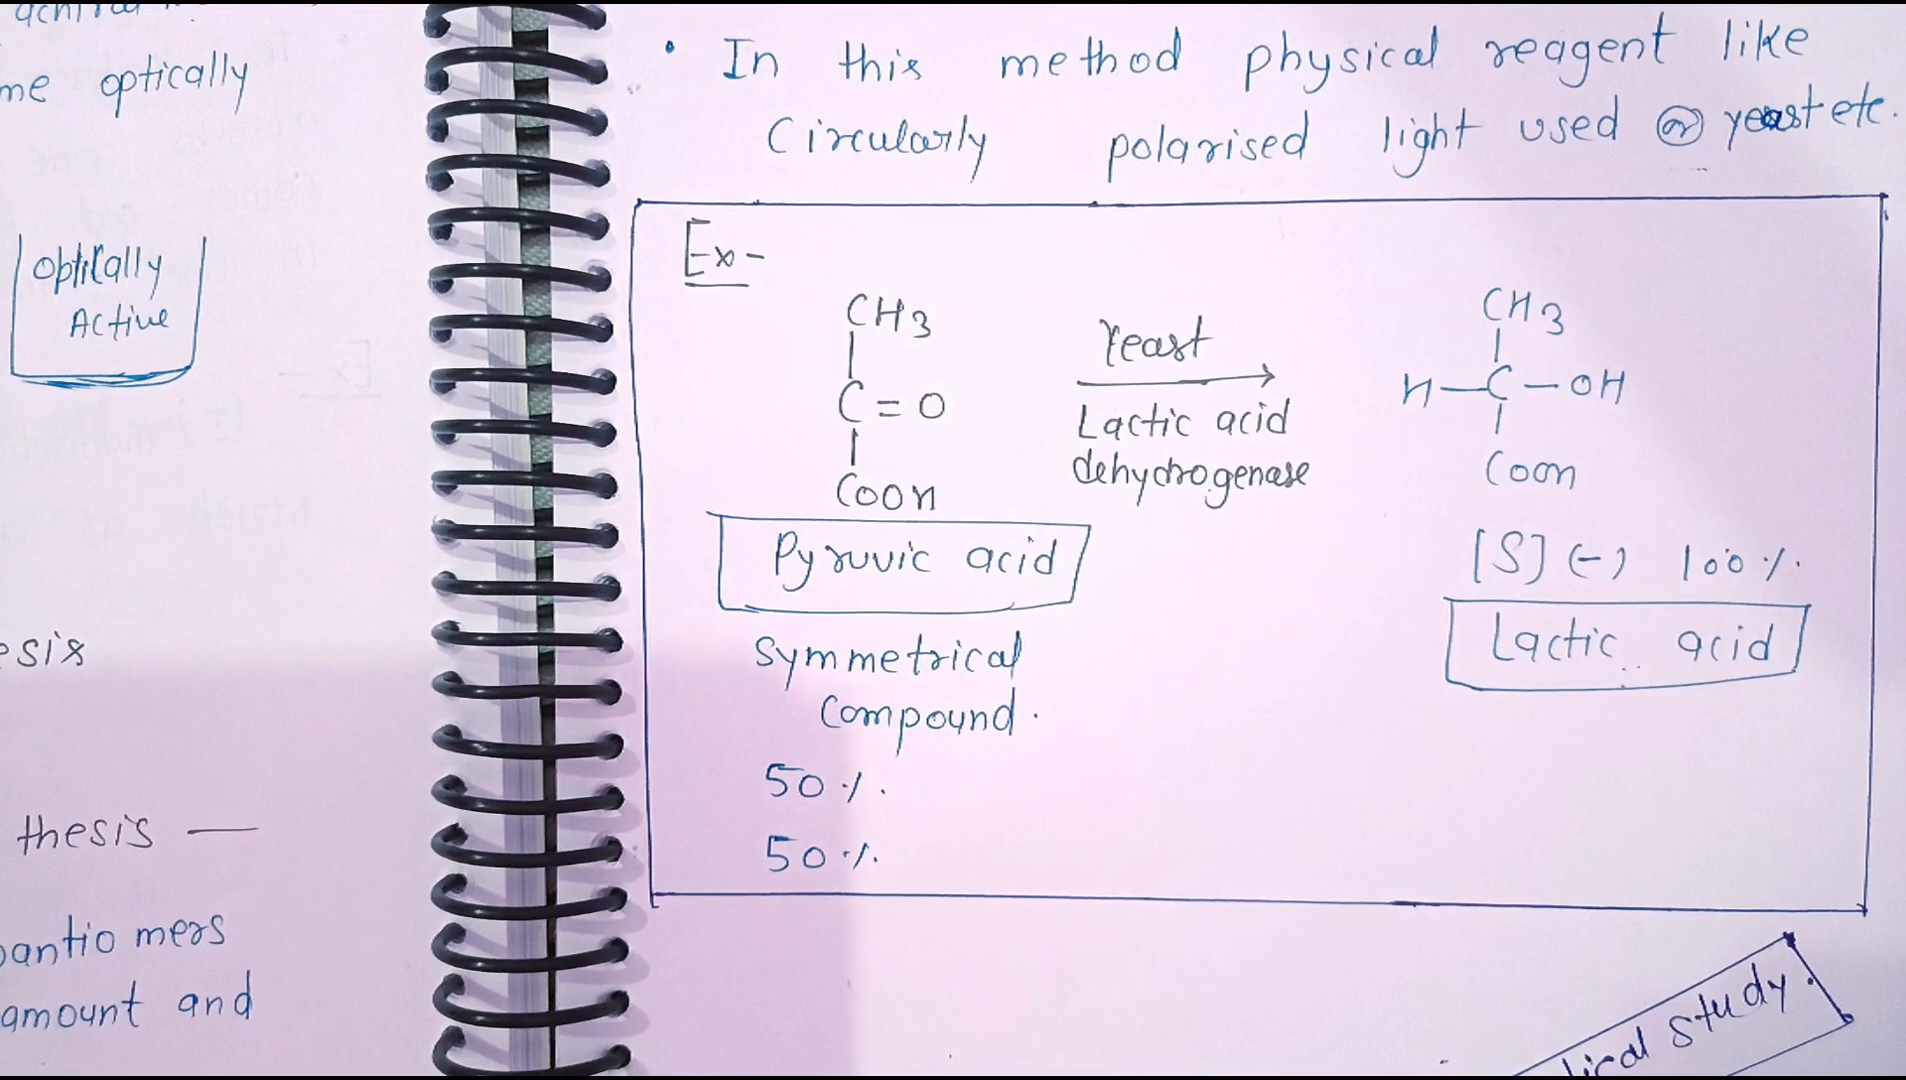 me optically
optically
Active
esis
thesis —
antiomers
amount and
• In this method physical reagent like
Circularly polarised light used or yeast etc.
Ex-
CH3
|
C = O
|
COOH
Pyruvic acid
Symmetrical
Compound.
50 %.
50 %.
Yeast
Lactic acid
dehydrogenase
CH3
|
H—C—OH
|
COOH
[S] (-) 100 %.
Lactic acid
study.